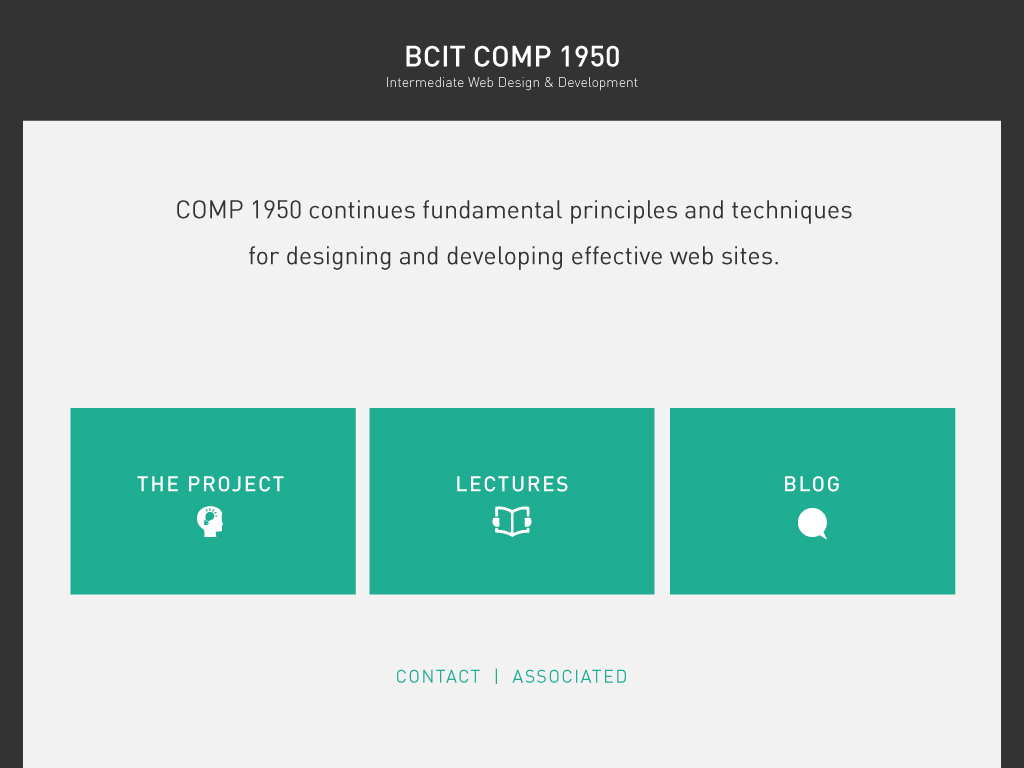 BCIT COMP 1950
Intermediate Web Design & Development
COMP 1950 continues fundamental principles and techniques
for designing and developing effective web sites.
THE PROJECT
LECTURES
BLOG
CONTACT | ASSOCIATED